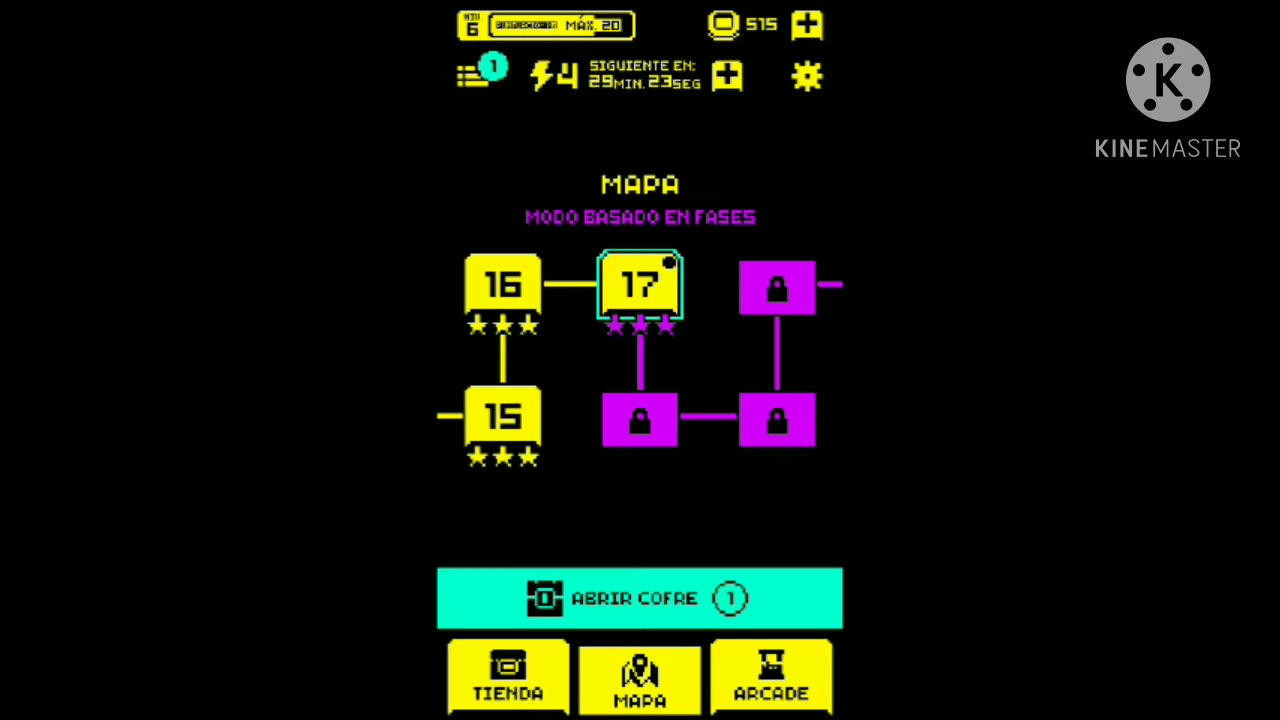 NIV 6 MÁX. 20 515
1 4 SIGUIENTE EN: 29MIN. 23SEG
K
KINEMASTER
MAPA
MODO BASADO EN FASES
16 17
15
ABRIR COFRE 1
TIENDA MAPA ARCADE